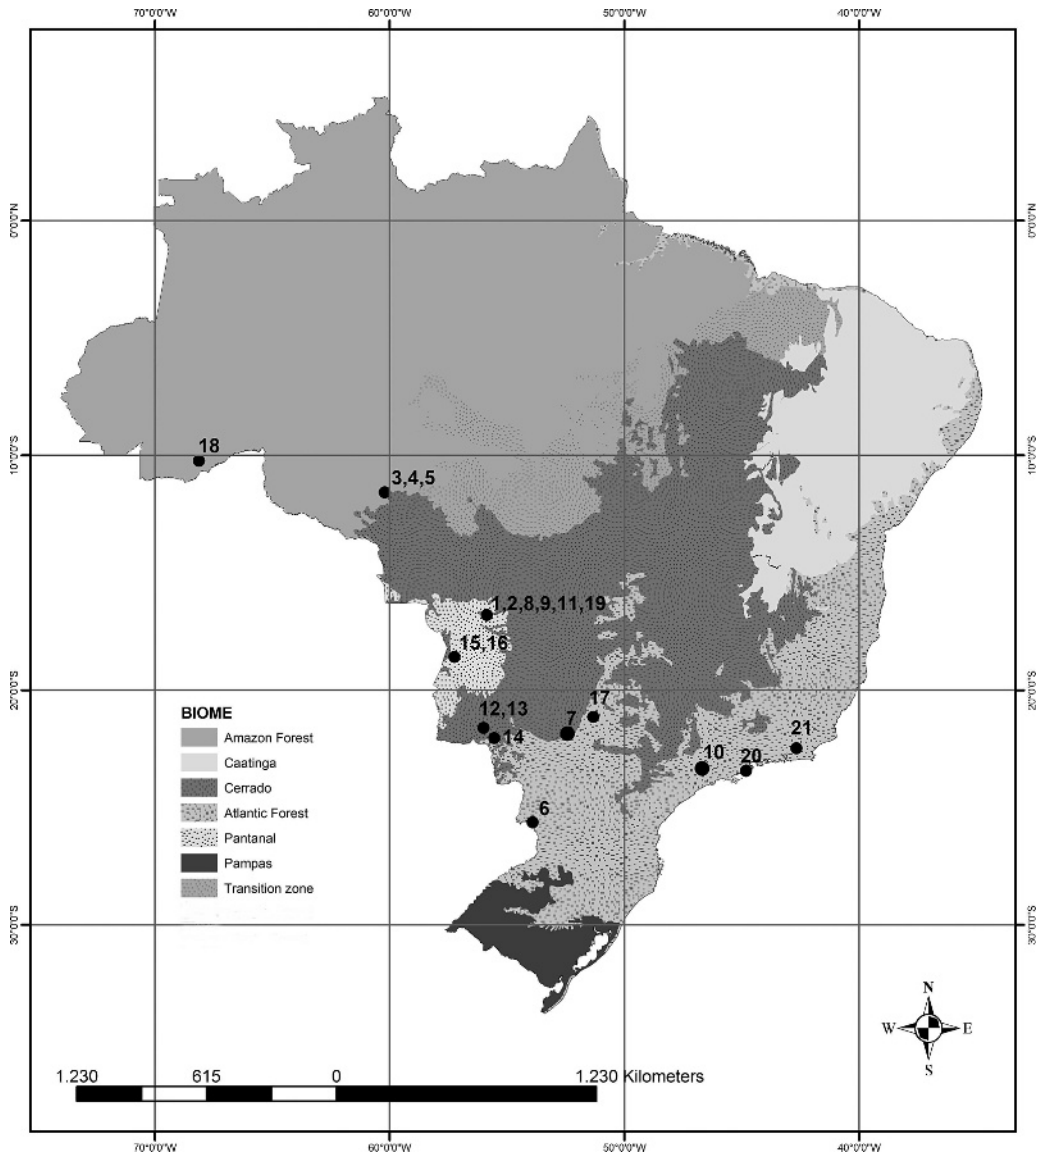 70°0'0"W 60°0'0"W 50°0'0"W 40°0'0"W
0°0'0"N 0°0'0"N
18
10°0'0"S 10°0'0"S
3,4,5
1,2,8,9,11,19
15,16
20°0'0"S 20°0'0"S
17
12,13
7
14
21
10
20
6
BIOME
Amazon Forest
Caatinga
Cerrado
Atlantic Forest
Pantanal
Pampas
Transition zone
30°0'0"S 30°0'0"S
N
W E
S
1.230 615 0 1.230 Kilometers
70°0'0"W 60°0'0"W 50°0'0"W 40°0'0"W